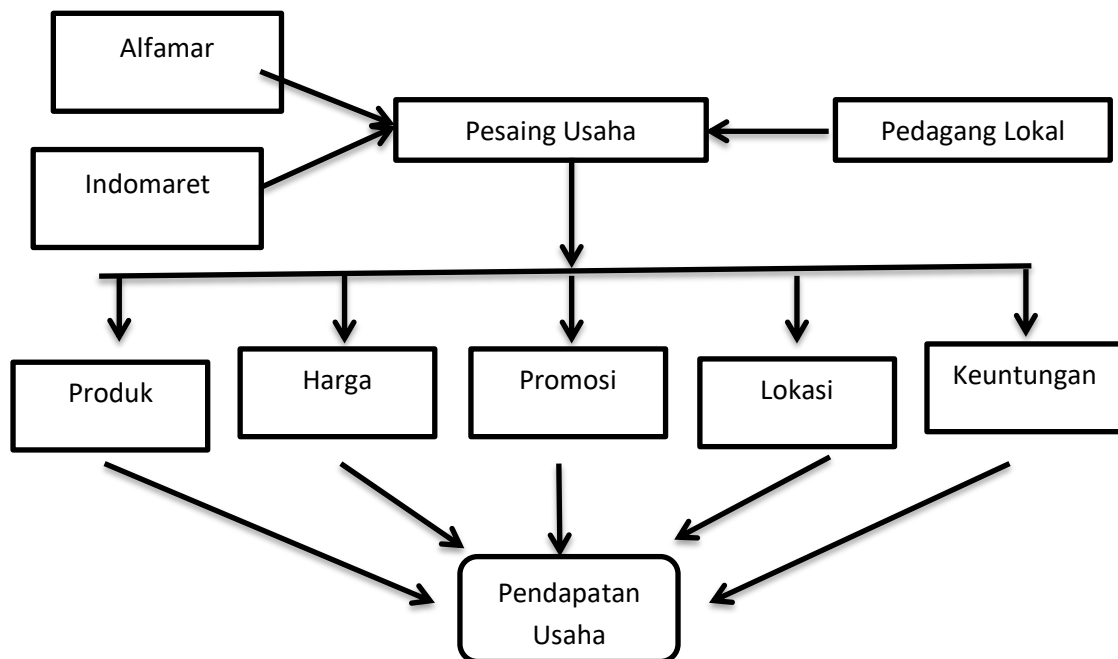 Alfamar
Pesaing Usaha
Pedagang Lokal
Indomaret
Produk
Harga
Promosi
Lokasi
Keuntungan
Pendapatan
Usaha